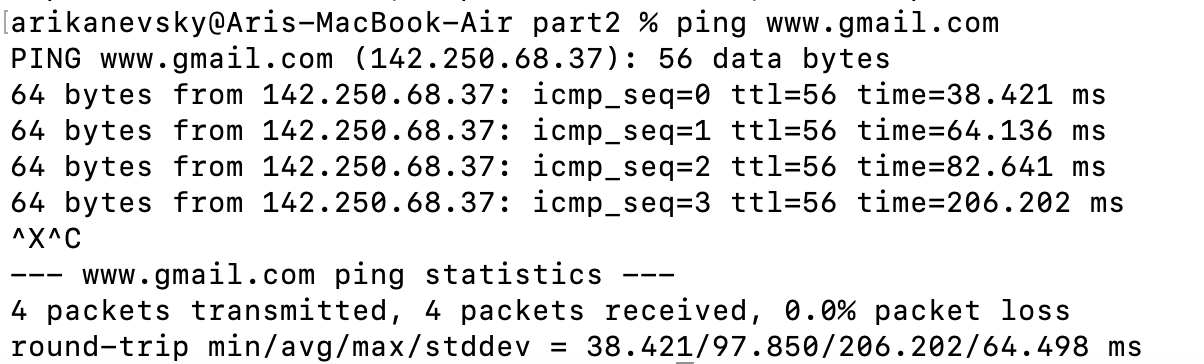 [arikanevsky@Aris-MacBook-Air part2 % ping www.gmail.com
PING www.gmail.com (142.250.68.37): 56 data bytes
64 bytes from 142.250.68.37: icmp_seq=0 ttl=56 time=38.421 ms
64 bytes from 142.250.68.37: icmp_seq=1 ttl=56 time=64.136 ms
64 bytes from 142.250.68.37: icmp_seq=2 ttl=56 time=82.641 ms
64 bytes from 142.250.68.37: icmp_seq=3 ttl=56 time=206.202 ms
^X^C
--- www.gmail.com ping statistics ---
4 packets transmitted, 4 packets received, 0.0% packet loss
round-trip min/avg/max/stddev = 38.421/97.850/206.202/64.498 ms